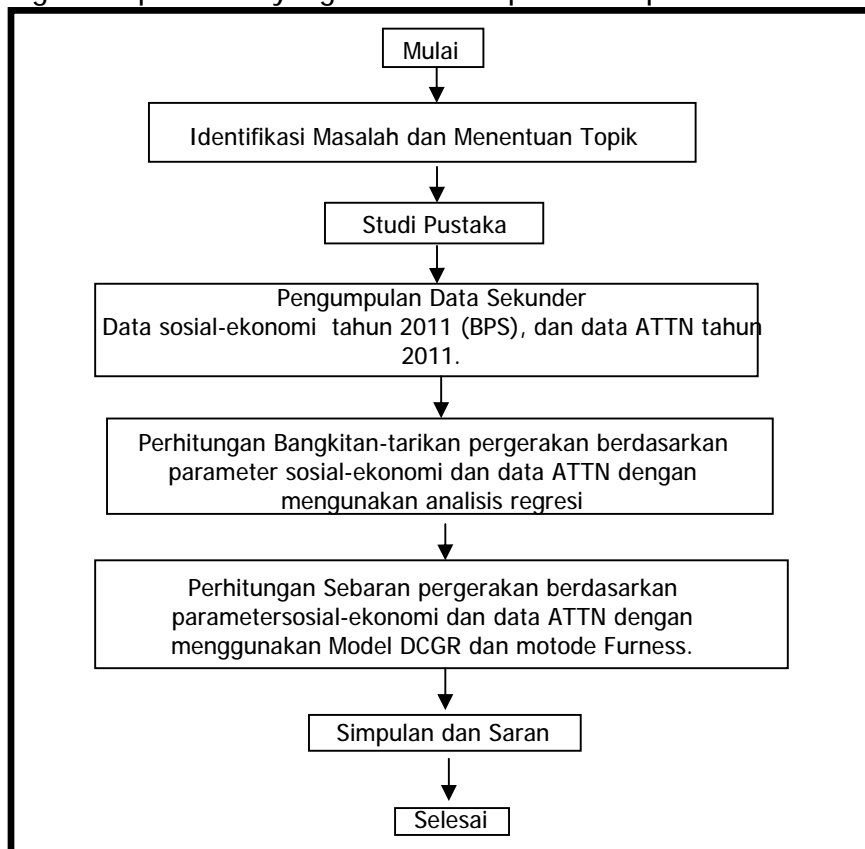 Mulai
Identifikasi Masalah dan Menentuan Topik
Studi Pustaka
Pengumpulan Data Sekunder
Data sosial-ekonomi tahun 2011 (BPS), dan data ATTN tahun
2011.
Perhitungan Bangkitan-tarikan pergerakan berdasarkan
parameter sosial-ekonomi dan data ATTN dengan
mengunakan analisis regresi
Perhitungan Sebaran pergerakan berdasarkan
parametersosial-ekonomi dan data ATTN dengan
menggunakan Model DCGR dan motode Furness.
Simpulan dan Saran
Selesai